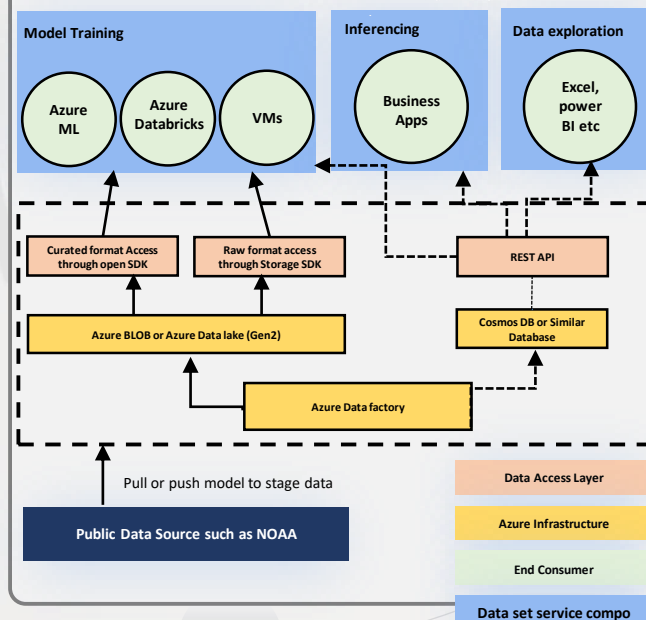 Model Training
Inferencing
Data exploration
Azure
ML
Azure
Databricks
VMs
Business
Apps
Excel,
power
BI etc
Curated format Access
through open SDK
Raw format access
through Storage SDK
REST API
Azure BLOB or Azure Data lake (Gen2)
Cosmos DB or Similar
Database
Azure Data factory
Pull or push model to stage data
Public Data Source such as NOAA
Data Access Layer
Azure Infrastructure
End Consumer
Data set service compo